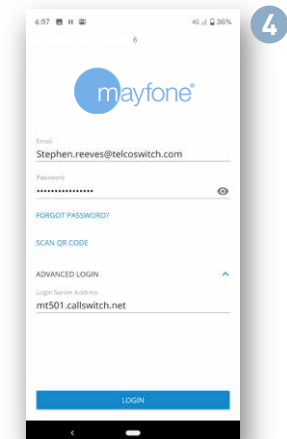 4:57 4G 36%
4
6
mayfone®
Email
Stephen.reeves@telcoswitch.com
Password
••••••••••••••••
FORGOT PASSWORD?
SCAN QR CODE
ADVANCED LOGIN
Login Server Address
mt501.callswitch.net
LOGIN